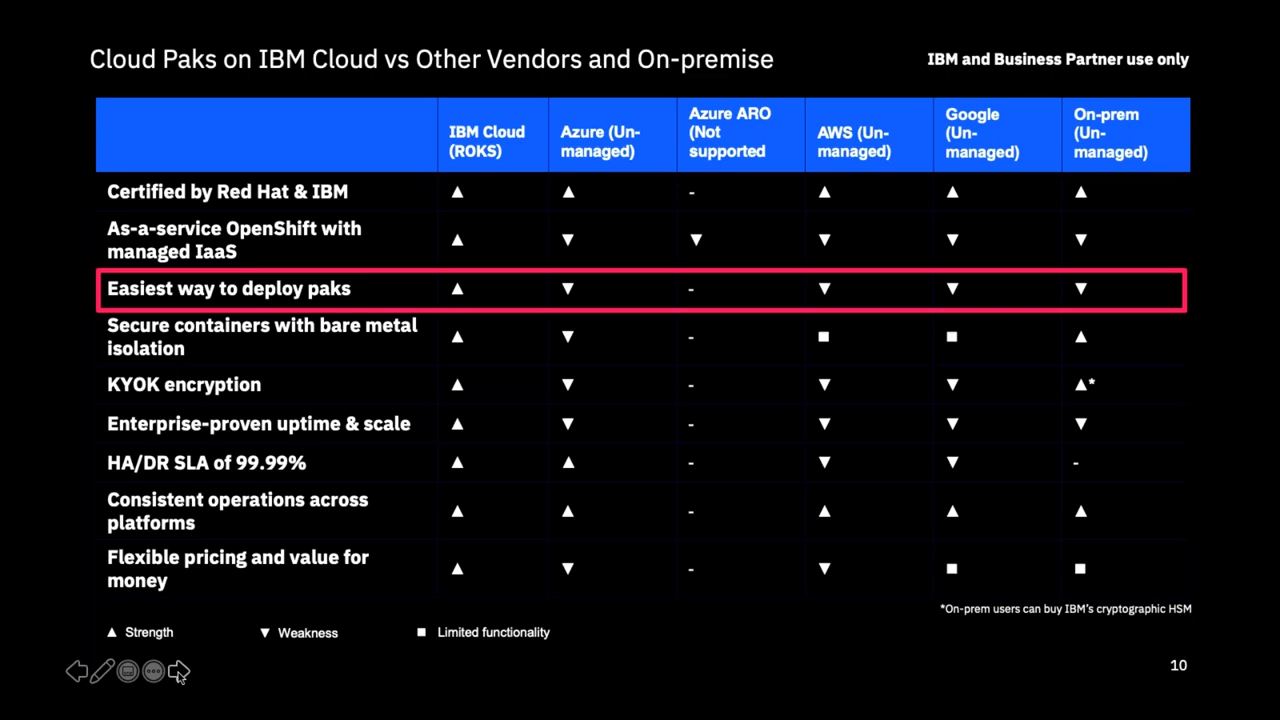 Cloud Paks on IBM Cloud vs Other Vendors and On-premise
IBM and Business Partner use only
IBM Cloud
(ROKS)
Azure (Un-
managed)
Azure ARO
(Not
supported
AWS (Un-
managed)
Google
(Un-
managed)
On-prem
(Un-
managed)
Certified by Red Hat & IBM ▲ ▲ - ▲ ▲ ▲
As-a-service OpenShift with
managed IaaS ▲ ▼ ▼ ▼ ▼ ▼
Easiest way to deploy paks ▲ ▼ - ▼ ▼ ▼
Secure containers with bare metal
isolation ▲ ▼ - ■ ■ ▲
KYOK encryption ▲ ▼ - ▼ ▼ ▲*
Enterprise-proven uptime & scale ▲ ▼ - ▼ ▼ ▼
HA/DR SLA of 99.99% ▲ ▲ - ▼ ▼ -
Consistent operations across
platforms ▲ ▲ - ▲ ▲ ▲
Flexible pricing and value for
money ▲ ▼ - ▼ ■ ■
*On-prem users can buy IBM's cryptographic HSM
▲ Strength ▼ Weakness ■ Limited functionality
10